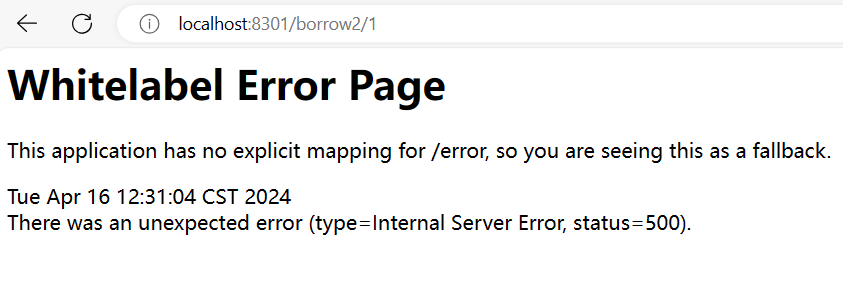 localhost:8301/borrow2/1
Whitelabel Error Page
This application has no explicit mapping for /error, so you are seeing this as a fallback.
Tue Apr 16 12:31:04 CST 2024
There was an unexpected error (type=Internal Server Error, status=500).